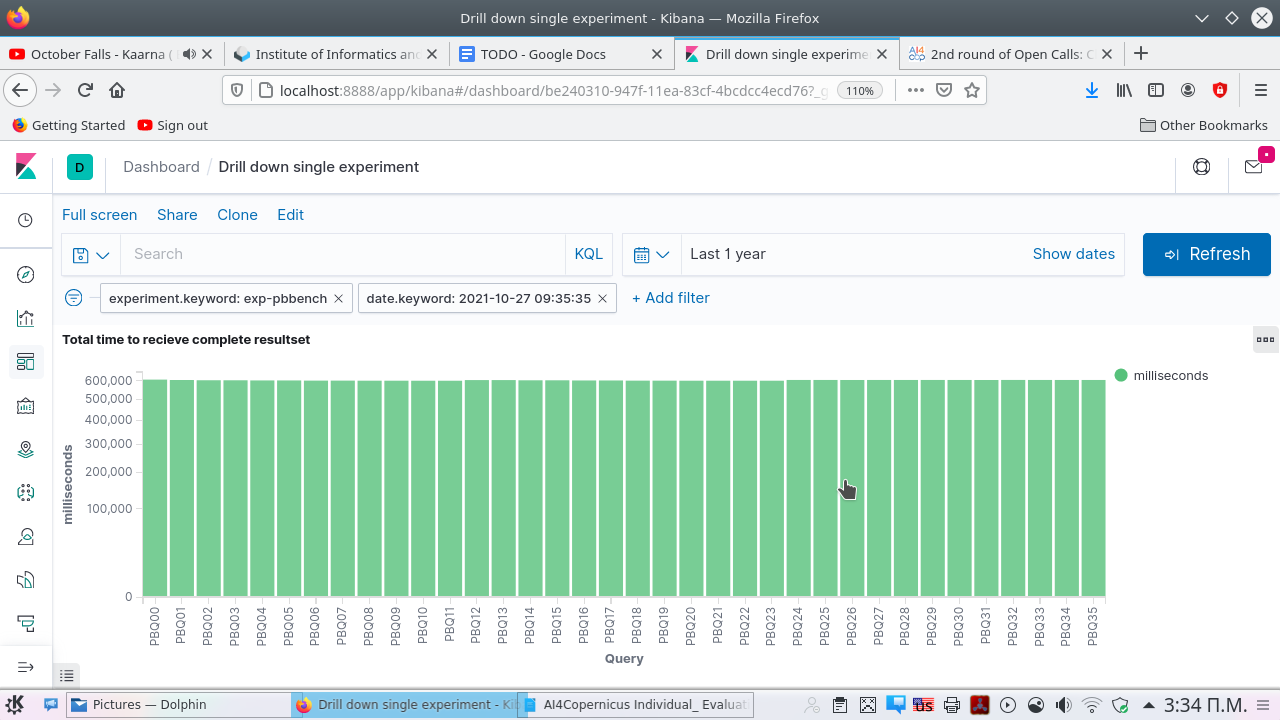 Drill down single experiment - Kibana — Mozilla Firefox
October Falls - Kaarna (
Institute of Informatics an
TODO - Google Docs
Drill down single experime
AI4 COP 2nd round of Open Calls: C
localhost:8888/app/kibana#/dashboard/be240310-947f-11ea-83cf-4bcdcc4ecd76?_g
110%
Getting Started
Sign out
Other Bookmarks
D
Dashboard / Drill down single experiment
Full screen
Share
Clone
Edit
Search
KQL
Last 1 year
Show dates
Refresh
experiment.keyword: exp-pbbench ×
date.keyword: 2021-10-27 09:35:35 ×
+ Add filter
Total time to recieve complete resultset
milliseconds
600,000
500,000
400,000
300,000
200,000
100,000
0
milliseconds
PBQ00
PBQ01
PBQ02
PBQ03
PBQ04
PBQ05
PBQ06
PBQ07
PBQ08
PBQ09
PBQ10
PBQ11
PBQ12
PBQ13
PBQ14
PBQ15
PBQ16
PBQ17
PBQ18
PBQ19
PBQ20
PBQ21
PBQ22
PBQ23
PBQ24
PBQ25
PBQ26
PBQ27
PBQ28
PBQ29
PBQ30
PBQ31
PBQ32
PBQ33
PBQ34
PBQ35
Query
Pictures — Dolphin
Drill down single experiment - Ki
AI4Copernicus Individual_ Evaluat
us
3:34 Π.Μ.